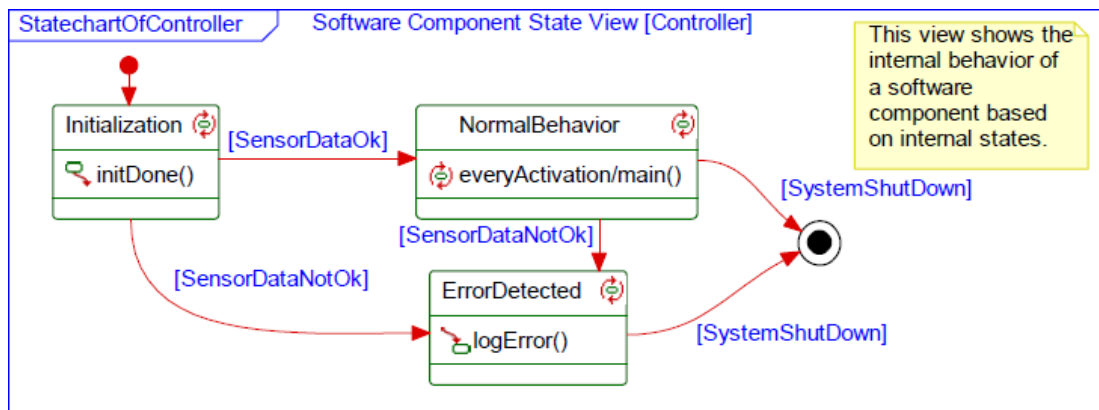 StatechartOfController
Software Component State View [Controller]
This view shows the
internal behavior of
a software
component based
on internal states.
Initialization
initDone()
[SensorDataOk]
NormalBehavior
everyActivation/main()
[SystemShutDown]
[SensorDataNotOk]
[SensorDataNotOk]
ErrorDetected
logError()
[SystemShutDown]